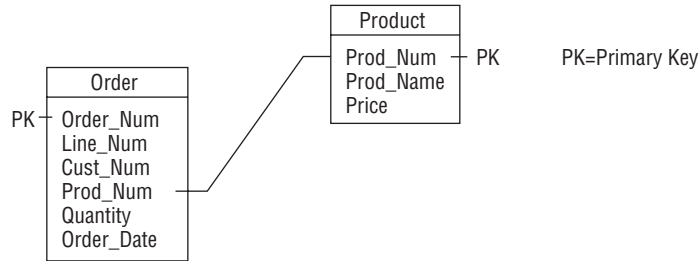 Product
Prod_Num PK PK=Primary Key
Prod_Name
Price
Order
PK Order_Num
Line_Num
Cust_Num
Prod_Num
Quantity
Order_Date